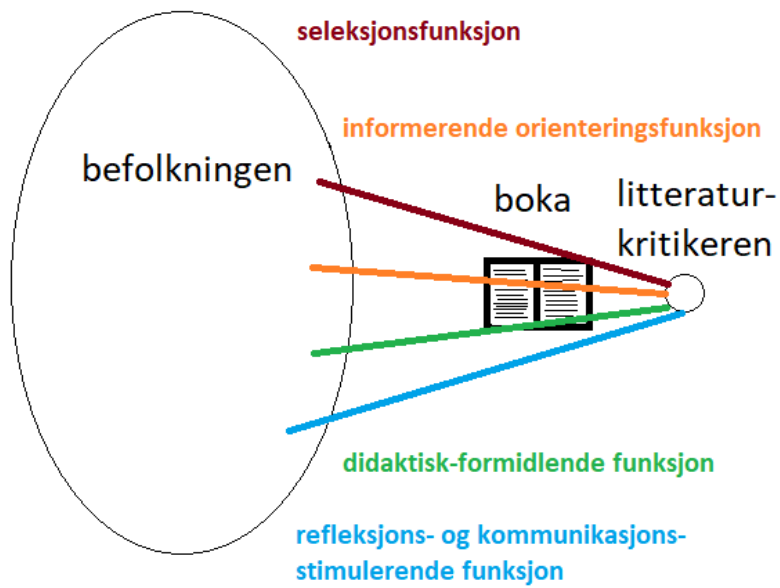 seleksjonsfunksjon
informerende orienteringsfunksjon
befolkningen
boka
litteratur-
kritikeren
didaktisk-formidlende funksjon
refleksjons- og kommunikasjons-
stimulerende funksjon